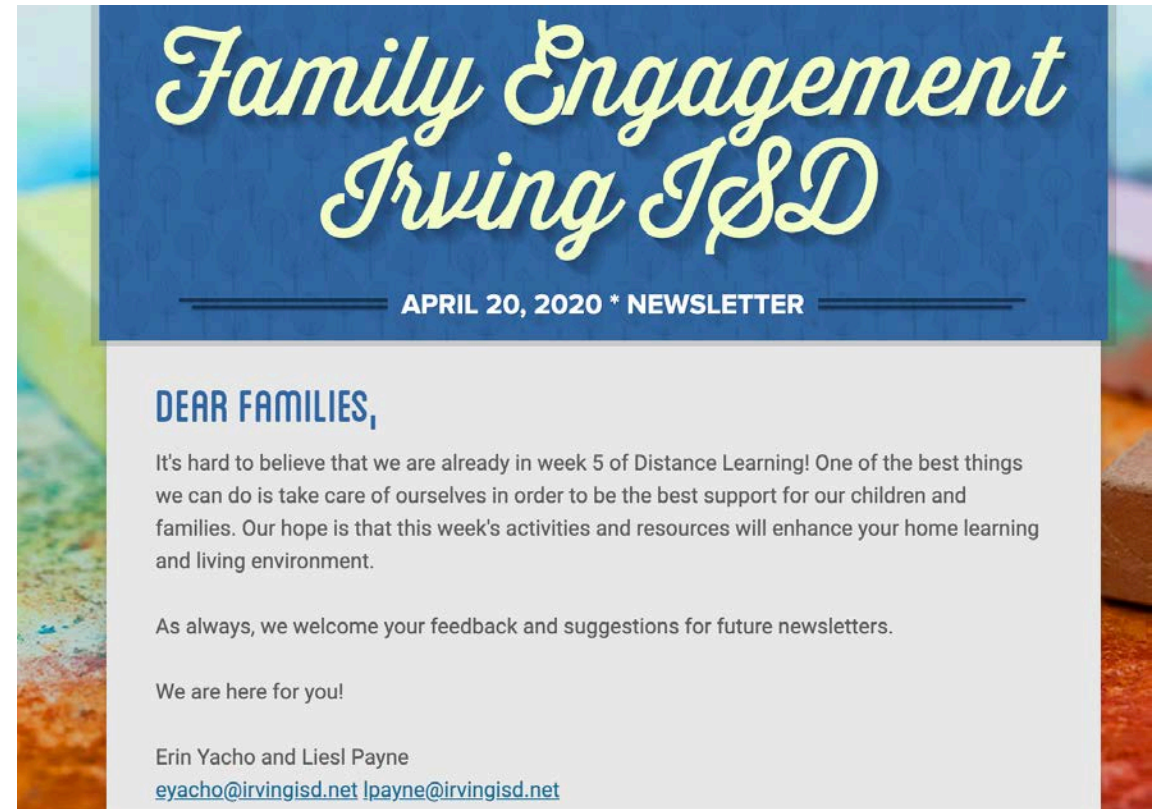 Family Engagement
Irving ISD
APRIL 20, 2020 * NEWSLETTER
DEAR FAMILIES,
It's hard to believe that we are already in week 5 of Distance Learning! One of the best things
we can do is take care of ourselves in order to be the best support for our children and
families. Our hope is that this week's activities and resources will enhance your home learning
and living environment.
As always, we welcome your feedback and suggestions for future newsletters.
We are here for you!
Erin Yacho and Liesl Payne
eyacho@irvingisd.net lpayne@irvingisd.net